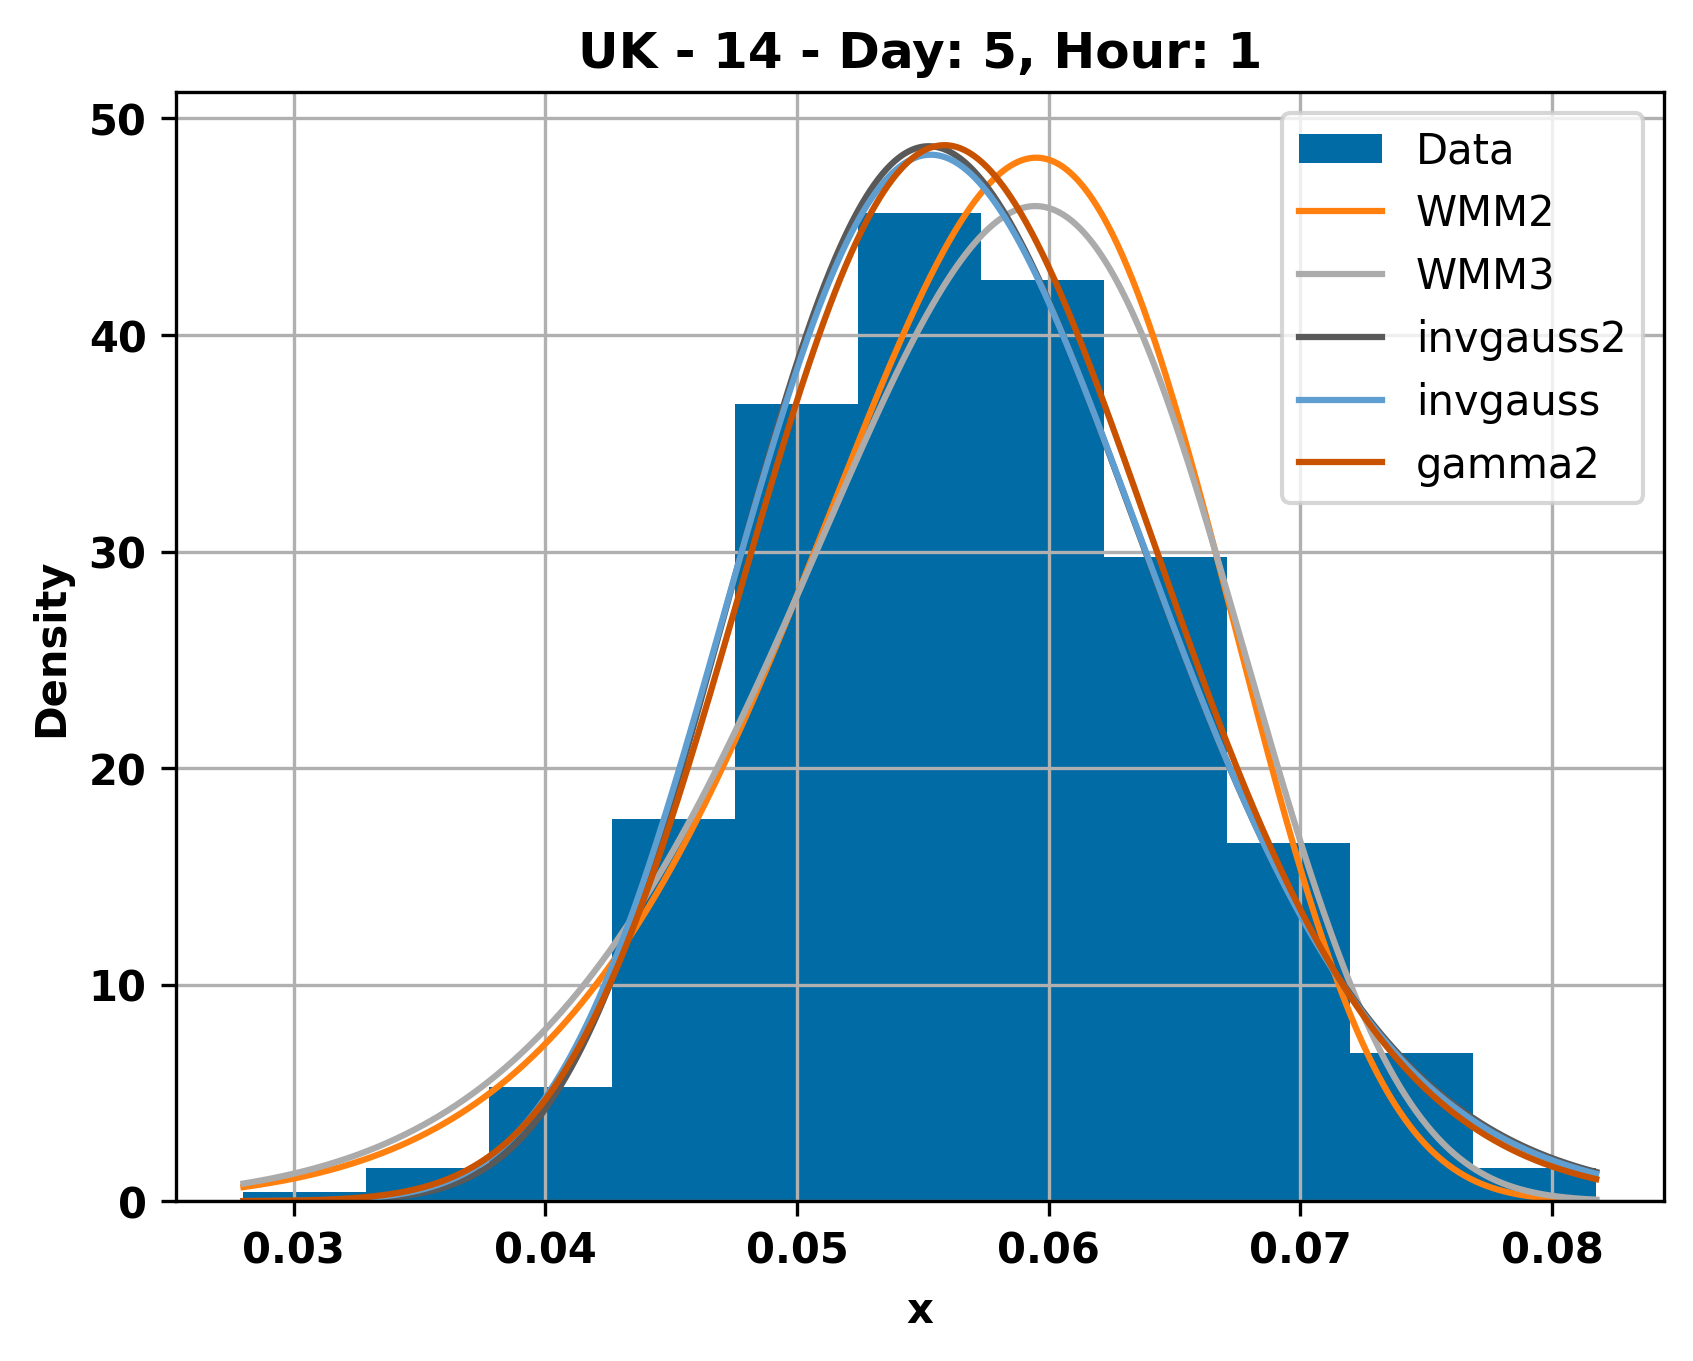 UK - 14 - Day: 5, Hour: 1
50
40
30
20
10
0
Density
0.03 0.04 0.05 0.06 0.07 0.08
x
Data
WMM2
WMM3
invgauss2
invgauss
gamma2